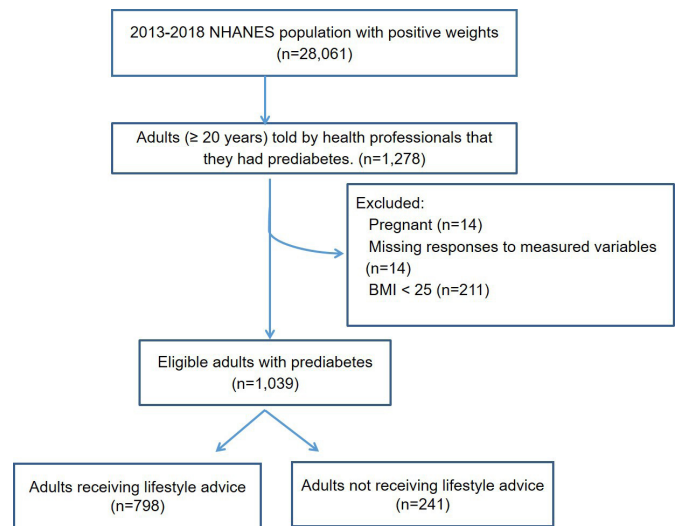 2013-2018 NHANES population with positive weights
(n=28,061)
Adults (≥ 20 years) told by health professionals that
they had prediabetes. (n=1,278)
Excluded:
Pregnant (n=14)
Missing responses to measured variables
(n=14)
BMI < 25 (n=211)
Eligible adults with prediabetes
(n=1,039)
Adults receiving lifestyle advice
(n=798)
Adults not receiving lifestyle advice
(n=241)